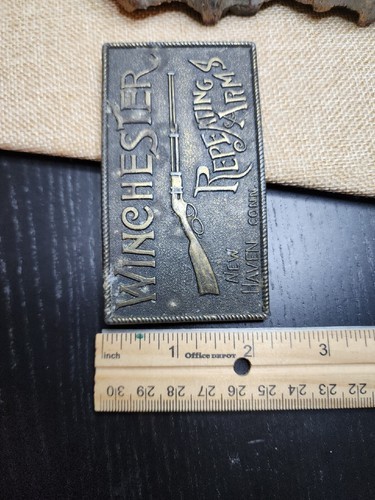 WINCHESTER
REPEATING
ARMS
NEW
HAVEN CONN
inch 1 Office DEPOT 2 3
30 29 28 27 26 25 24 23 22